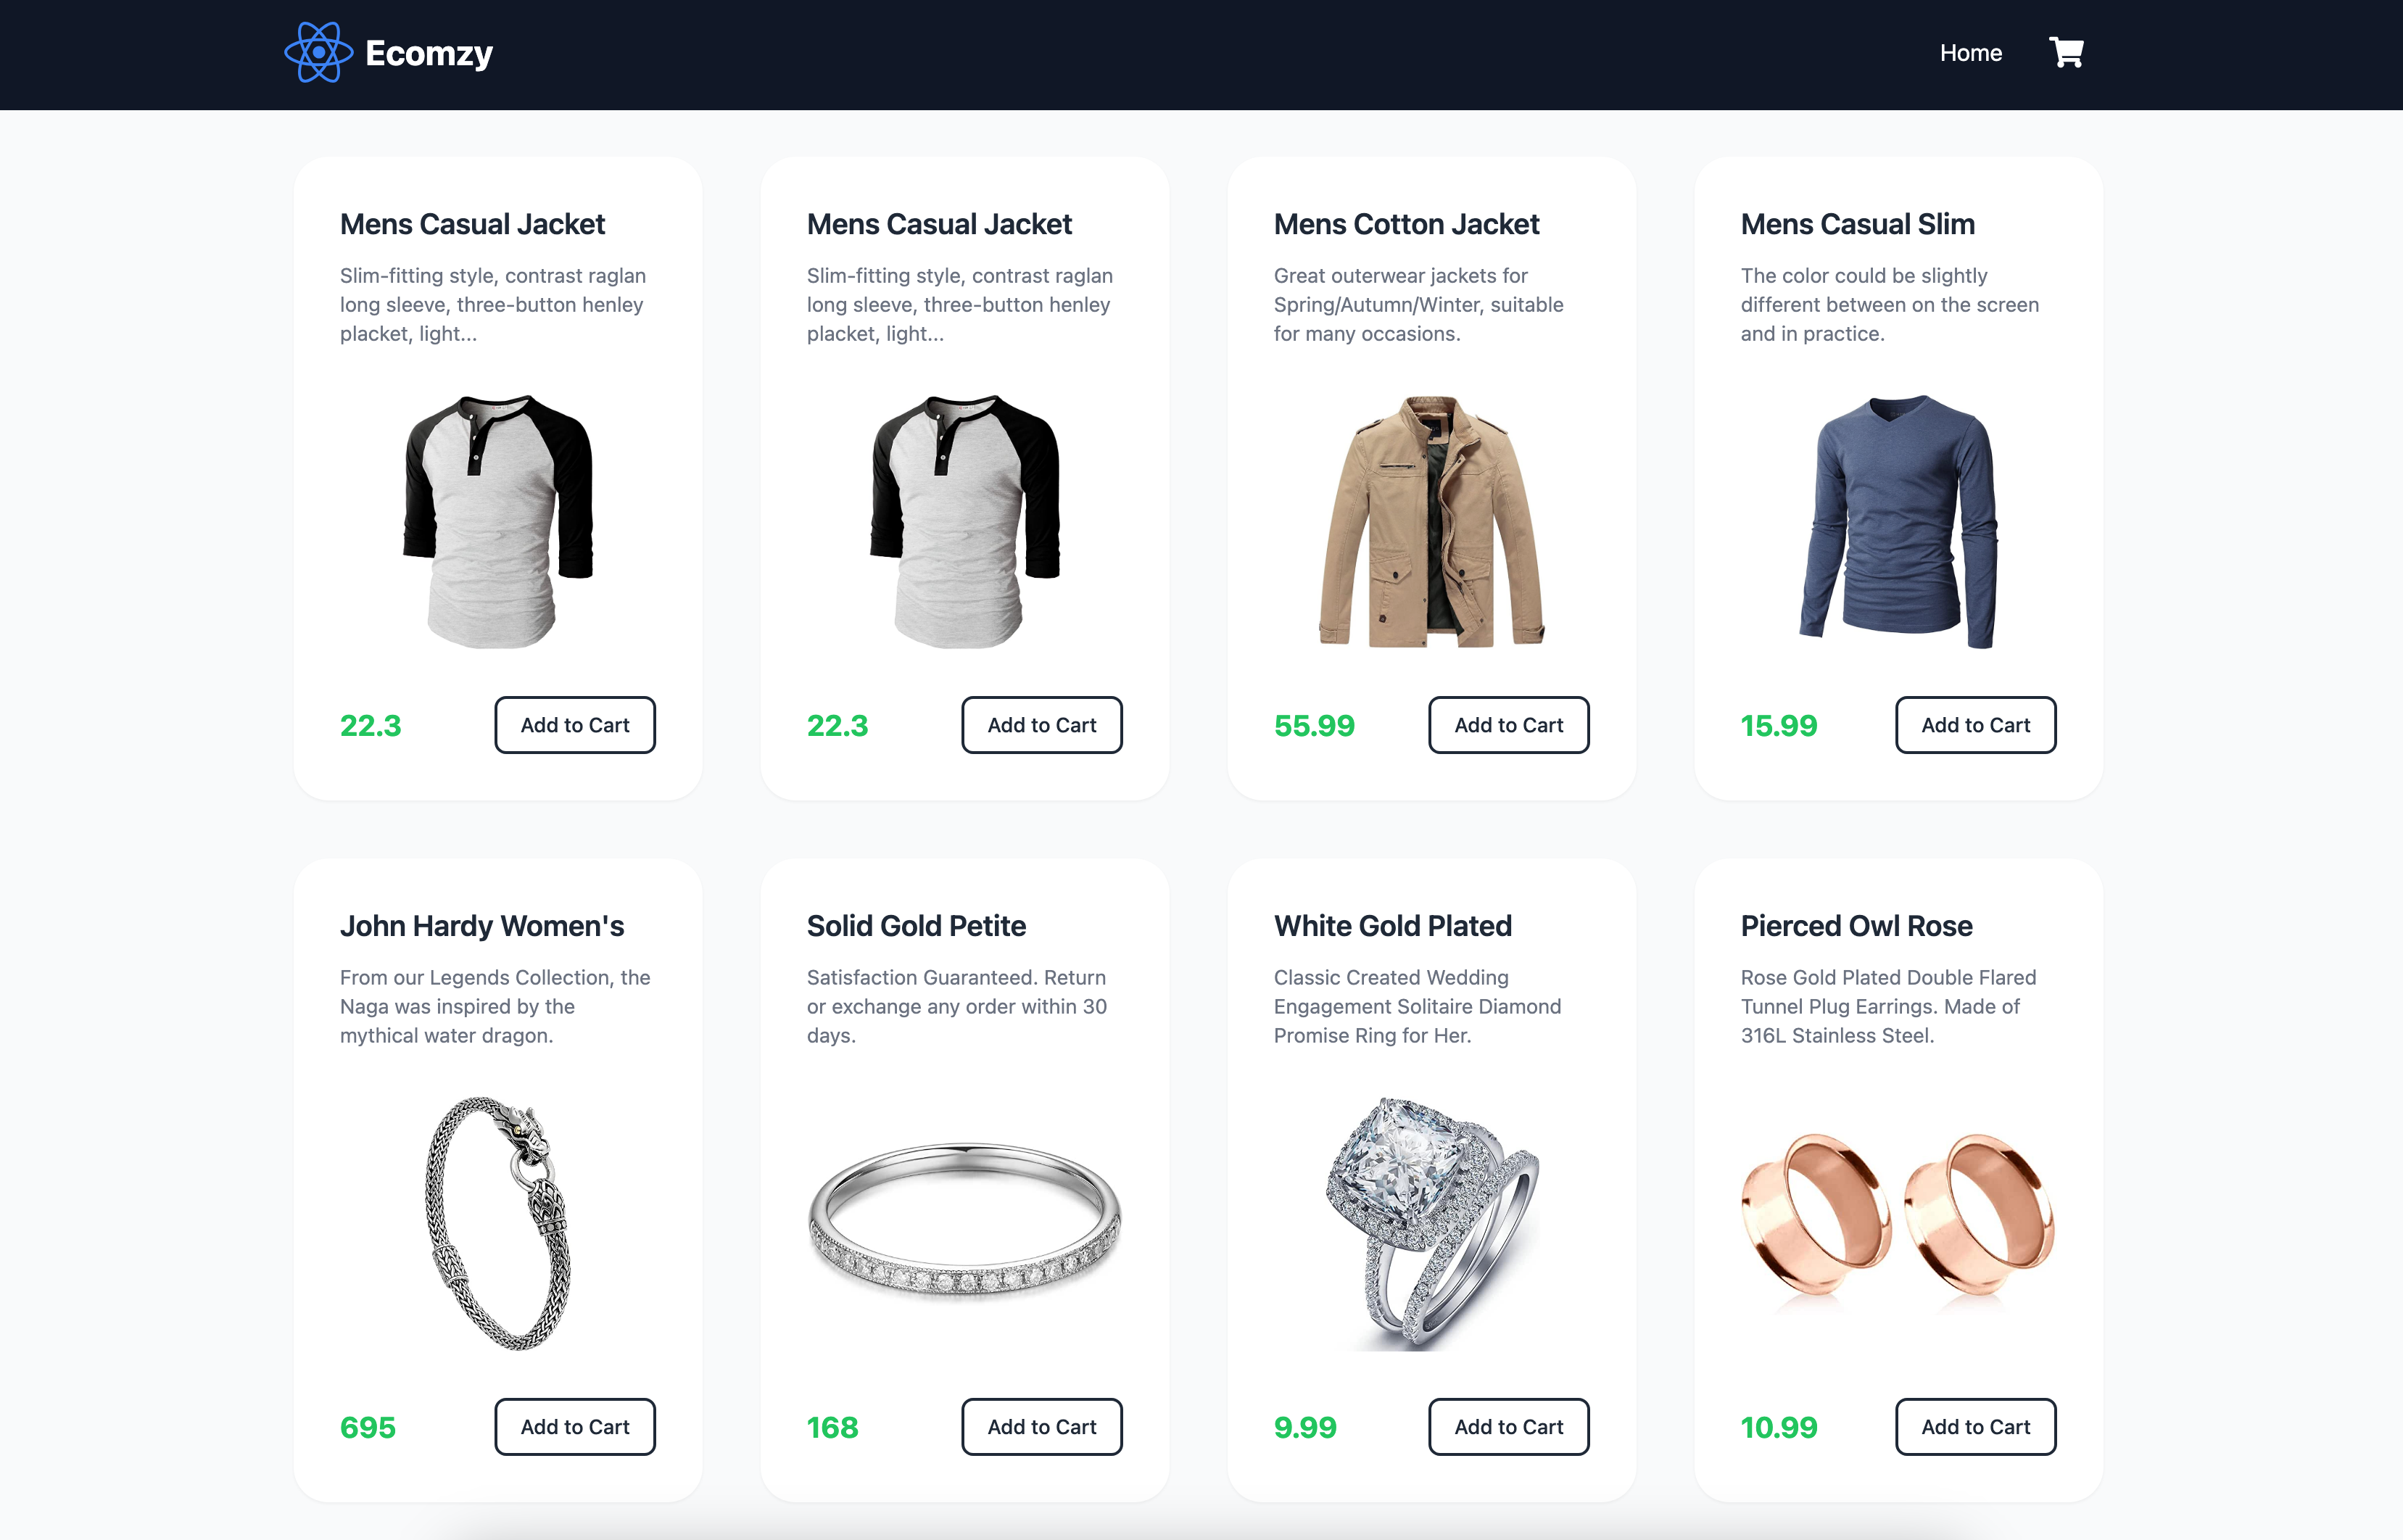 Ecomzy
Home
Mens Casual Jacket
Slim-fitting style, contrast raglan
long sleeve, three-button henley
placket, light...
22.3
Add to Cart
Mens Casual Jacket
Slim-fitting style, contrast raglan
long sleeve, three-button henley
placket, light...
22.3
Add to Cart
Mens Cotton Jacket
Great outerwear jackets for
Spring/Autumn/Winter, suitable
for many occasions.
55.99
Add to Cart
Mens Casual Slim
The color could be slightly
different between on the screen
and in practice.
15.99
Add to Cart
John Hardy Women's
From our Legends Collection, the
Naga was inspired by the
mythical water dragon.
695
Add to Cart
Solid Gold Petite
Satisfaction Guaranteed. Return
or exchange any order within 30
days.
168
Add to Cart
White Gold Plated
Classic Created Wedding
Engagement Solitaire Diamond
Promise Ring for Her.
9.99
Add to Cart
Pierced Owl Rose
Rose Gold Plated Double Flared
Tunnel Plug Earrings. Made of
316L Stainless Steel.
10.99
Add to Cart